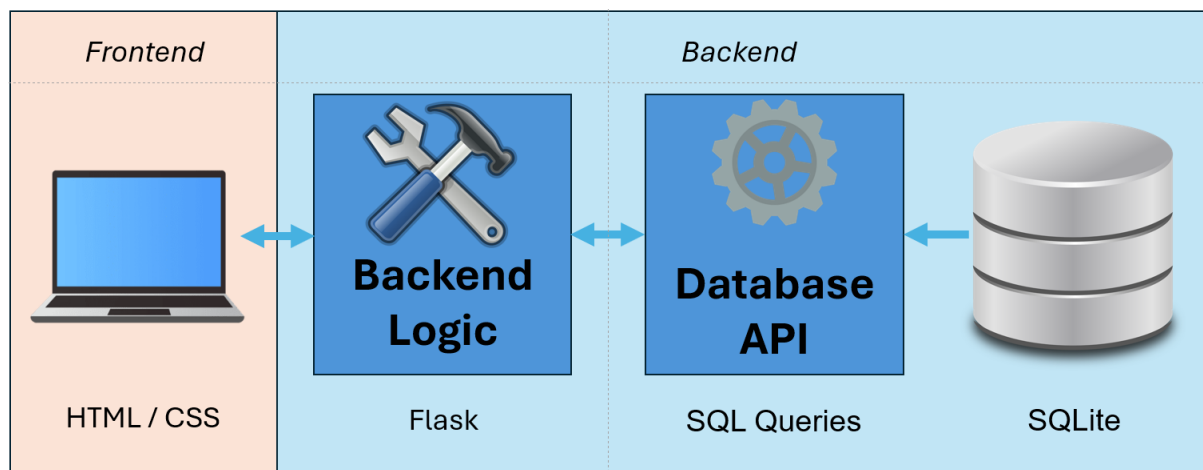 Frontend
Backend
Backend
Logic
Database
API
HTML / CSS
Flask
SQL Queries
SQLite